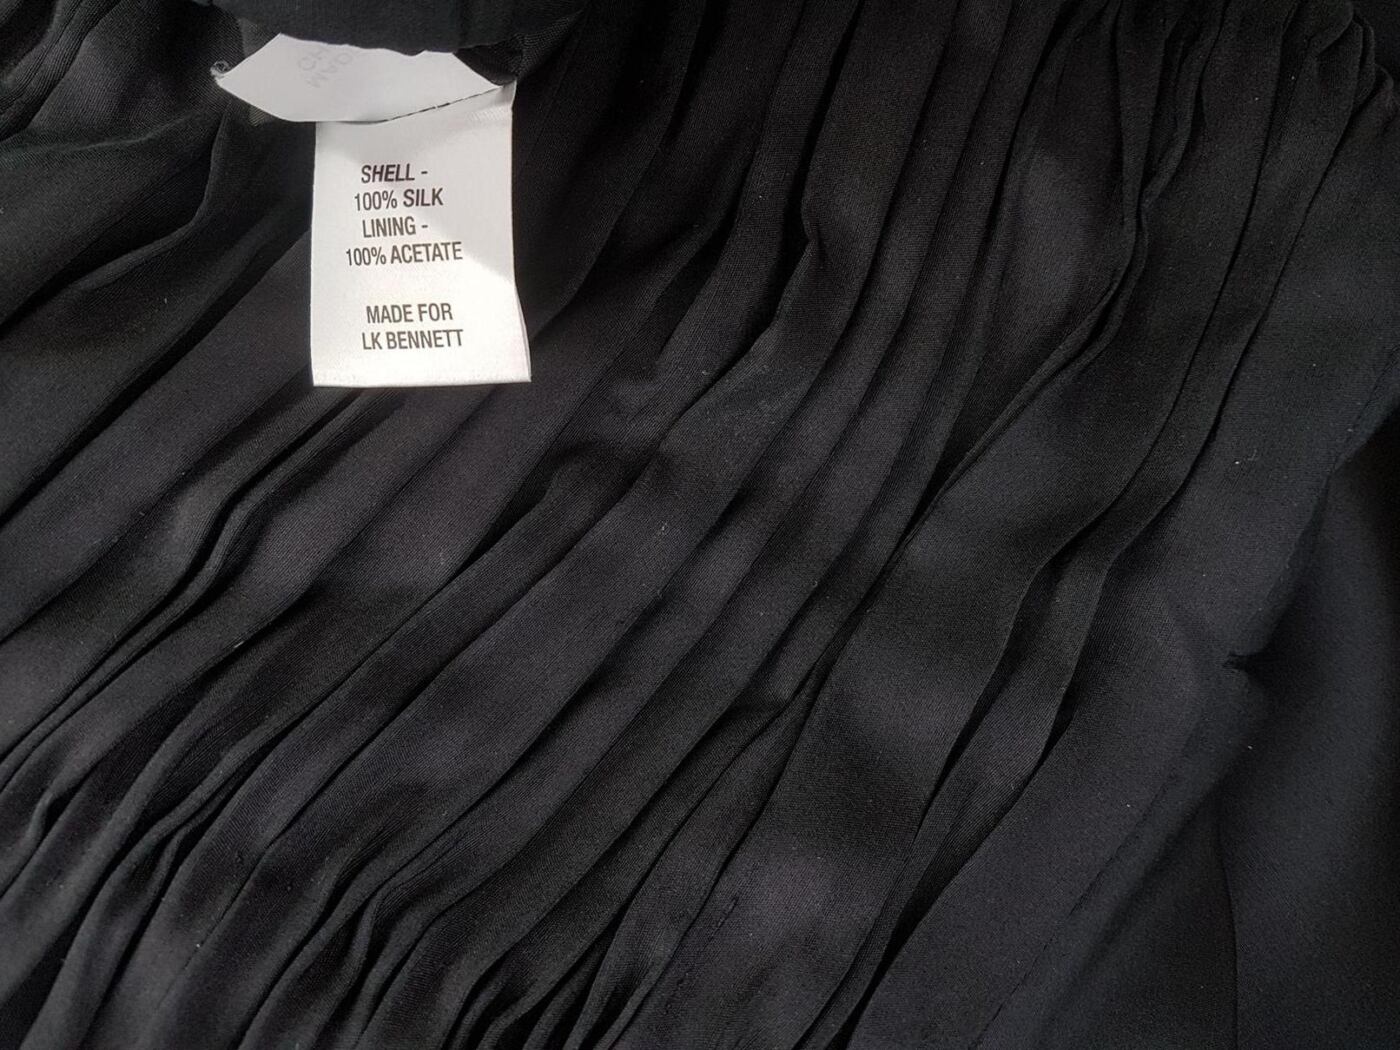 SHELL -
100% SILK
LINING -
100% ACETATE
MADE FOR
LK BENNETT